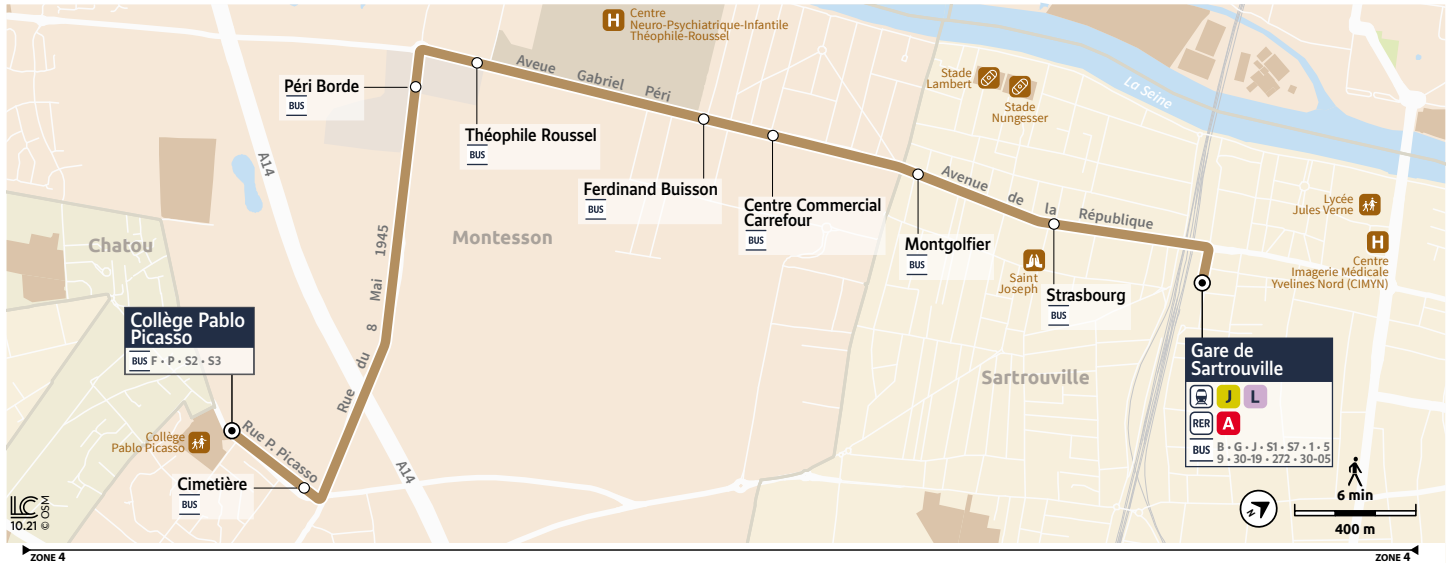 Centre
Neuro-Psychiatrique-Infantile
Théophile-Roussel
Péri Borde
BUS
Aveue Gabriel Péri
Stade
Lambert
Stade
Nungesser
La Seine
Théophile Roussel
BUS
A14
Ferdinand Buisson
BUS
Centre Commercial
Carrefour
BUS
Avenue de la République
Lycée
Jules Verne
Chatou
Montesson
Montgolfier
BUS
Centre
Imagerie Médicale
Yvelines Nord (CIMYN)
Saint
Joseph
Strasbourg
BUS
Rue du 8 Mai 1945
Collège Pablo
Picasso
BUS F • P • S2 • S3
Gare de
Sartrouville
J L
RER A
BUS B • G • J • S1 • S7 • 1 • 5
9 • 30-19 • 272 • 30-05
Sartrouville
Collège
Pablo Picasso
Rue P. Picasso
A14
Cimetière
BUS
LC
10.21 © OSM
N
6 min
400 m
ZONE 4
ZONE 4